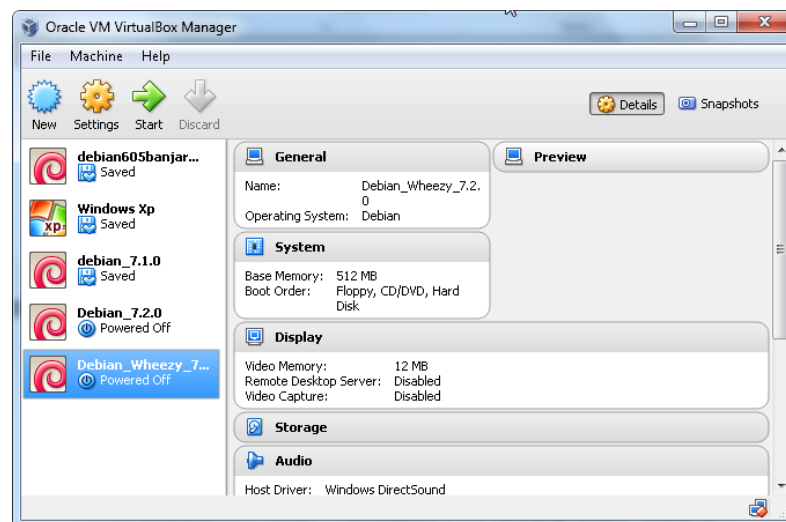 Oracle VM VirtualBox Manager
File Machine Help
New Settings Start Discard
Details Snapshots
debian605banjar...
Saved
Windows Xp
Saved
debian_7.1.0
Saved
Debian_7.2.0
Powered Off
Debian_Wheezy_7...
Powered Off
General
Name: Debian_Wheezy_7.2.
0
Operating System: Debian
Preview
System
Base Memory: 512 MB
Boot Order: Floppy, CD/DVD, Hard
Disk
Display
Video Memory: 12 MB
Remote Desktop Server: Disabled
Video Capture: Disabled
Storage
Audio
Host Driver: Windows DirectSound